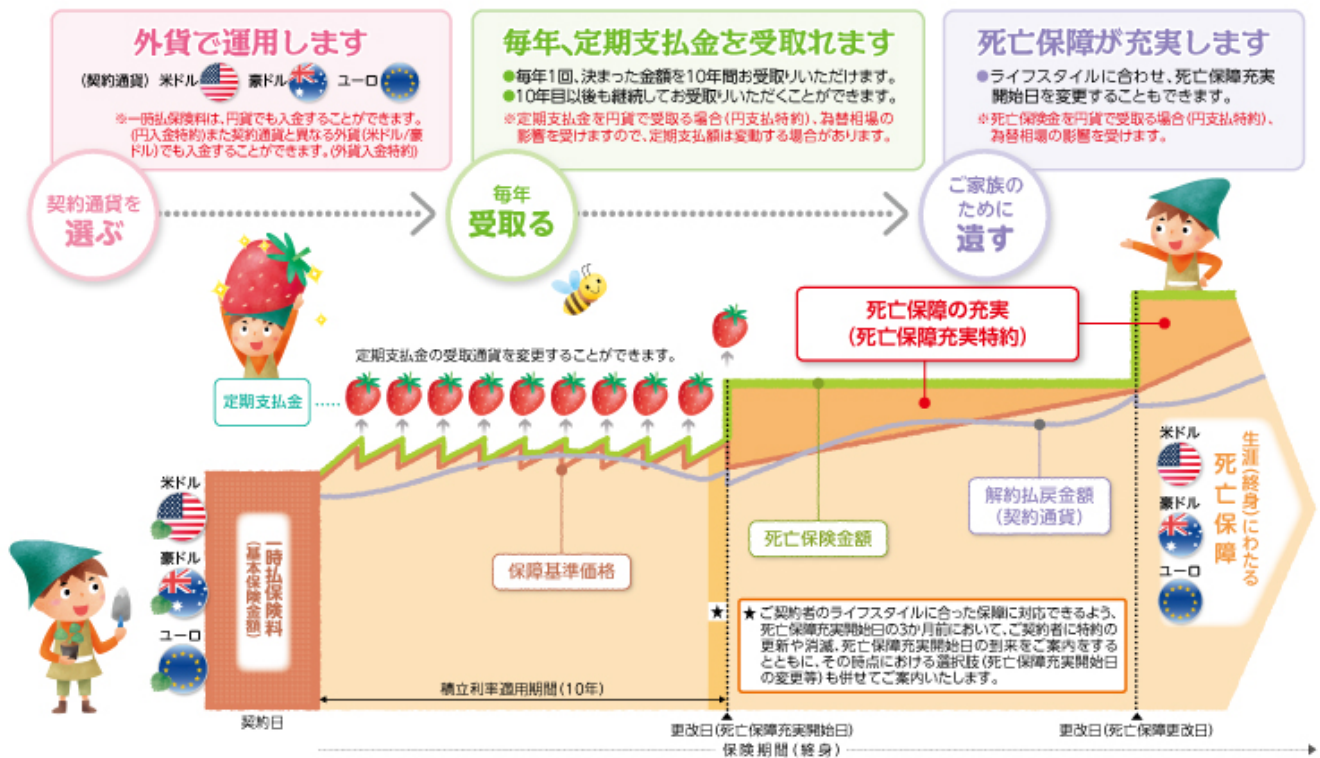 外貨で運用します
(契約通貨) 米ドル 豪ドル ユーロ
※一時払保険料は、円貨でも入金することができます。
(円入金特約)また契約通貨と異なる外貨(米ドル/豪
ドル)でも入金することができます。(外貨入金特約)
毎年、定期支払金を受取れます
●毎年1回、決まった金額を10年間お受取りいただけます。
●10年目以後も継続してお受取りいただくことができます。
※定期支払金を円貨で受取る場合(円支払特約)、為替相場の
影響を受けますので、定期支払額は変動する場合があります。
死亡保障が充実します
●ライフスタイルに合わせ、死亡保障充実
開始日を変更することもできます。
※死亡保険金を円貨で受取る場合(円支払特約)、
為替相場の影響を受けます。
契約通貨を
選ぶ
毎年
受取る
ご家族の
ために
遺す
死亡保障の充実
(死亡保障充実特約)
定期支払金の受取通貨を変更することができます。
定期支払金
米ドル
豪ドル
ユーロ
一時払保険料
(基本保険金額)
保障基準価格
死亡保険金額
解約払戻金額
(契約通貨)
米ドル
豪ドル
ユーロ
生涯(終身)にわたる
死亡保障
★
★ご契約者のライフスタイルに合った保障に対応できるよう、
死亡保障充実開始日の3か月前において、ご契約者に特約の
更新や消滅、死亡保障充実開始日の到来をご案内をする
とともに、その時点における選択肢(死亡保障充実開始日
の変更等)も併せてご案内いたします。
積立利率適用期間(10年)
契約日
更改日(死亡保障充実開始日)
更改日(死亡保障更改日)
保険期間(終身)